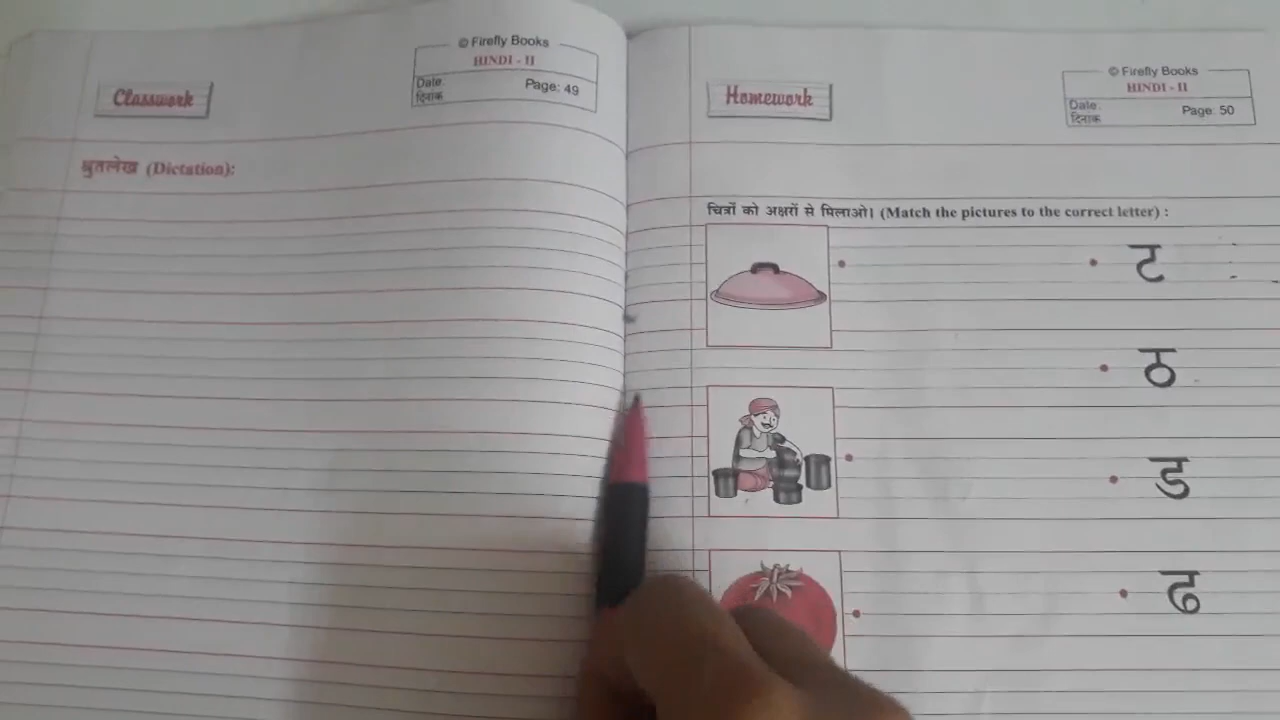 © Firefly Books
HINDI - II
Date:
दिनांक
Page: 49
Classwork
श्रुतलेख (Dictation):
© Firefly Books
HINDI - II
Date:
दिनांक
Page: 50
Homework
चित्रों को अक्षरों से मिलाओ। (Match the pictures to the correct letter) :
ट
ठ
ड
ढ